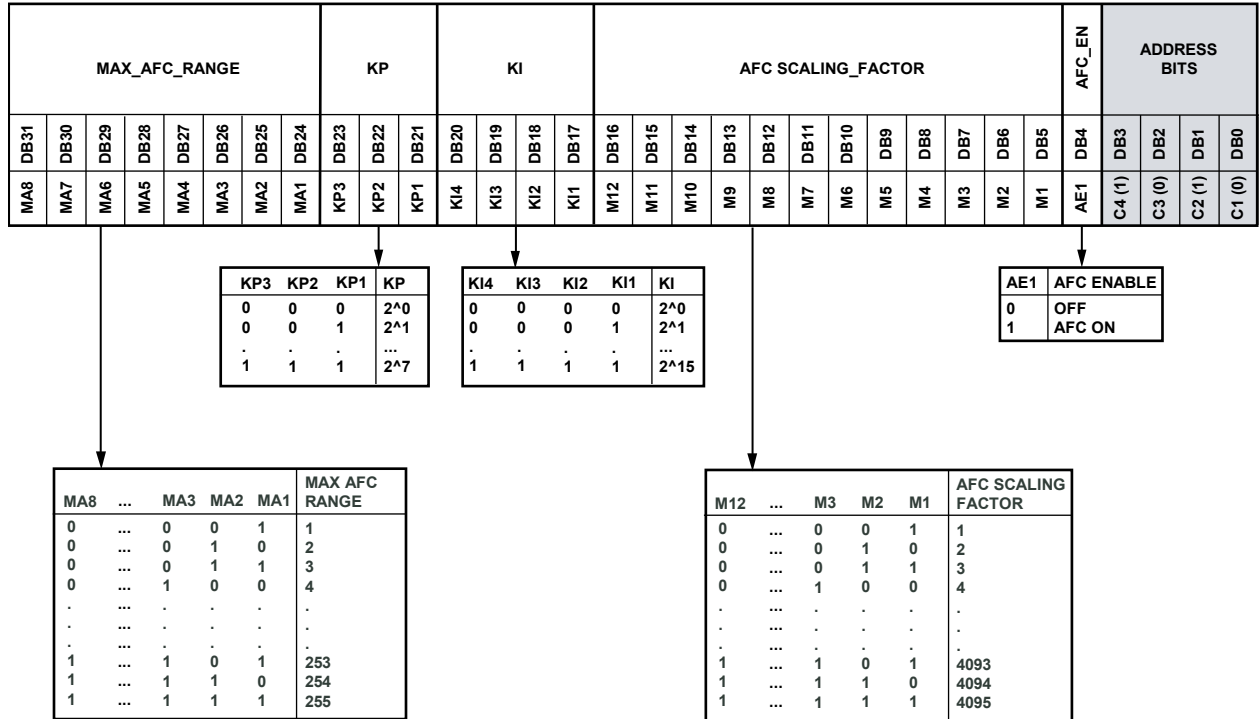 MAX_AFC_RANGE KP KI AFC SCALING_FACTOR AFC_EN ADDRESS
BITS
DB31 DB30 DB29 DB28 DB27 DB26 DB25 DB24 DB23 DB22 DB21 DB20 DB19 DB18 DB17 DB16 DB15 DB14 DB13 DB12 DB11 DB10 DB9 DB8 DB7 DB6 DB5 DB4 DB3 DB2 DB1 DB0
MA8 MA7 MA6 MA5 MA4 MA3 MA2 MA1 KP3 KP2 KP1 KI4 KI3 KI2 KI1 M12 M11 M10 M9 M8 M7 M6 M5 M4 M3 M2 M1 AE1 C4 (1) C3 (0) C2 (1) C1 (0)
KP3 KP2 KP1 KP
0 0 0 2^0
0 0 1 2^1
. . . ...
1 1 1 2^7
KI4 KI3 KI2 KI1 KI
0 0 0 0 2^0
0 0 0 1 2^1
. . . . ...
1 1 1 1 2^15
AE1 AFC ENABLE
0 OFF
1 AFC ON
MA8 ... MA3 MA2 MA1 MAX AFC
RANGE
0 ... 0 0 1 1
0 ... 0 1 0 2
0 ... 0 1 1 3
0 ... 1 0 0 4
. ... . . . .
. ... . . . .
. ... . . . .
1 ... 1 0 1 253
1 ... 1 1 0 254
1 ... 1 1 1 255
M12 ... M3 M2 M1 AFC SCALING
FACTOR
0 ... 0 0 1 1
0 ... 0 1 0 2
0 ... 0 1 1 3
0 ... 1 0 0 4
. ... . . . .
. ... . . . .
. ... . . . .
1 ... 1 0 1 4093
1 ... 1 1 0 4094
1 ... 1 1 1 4095